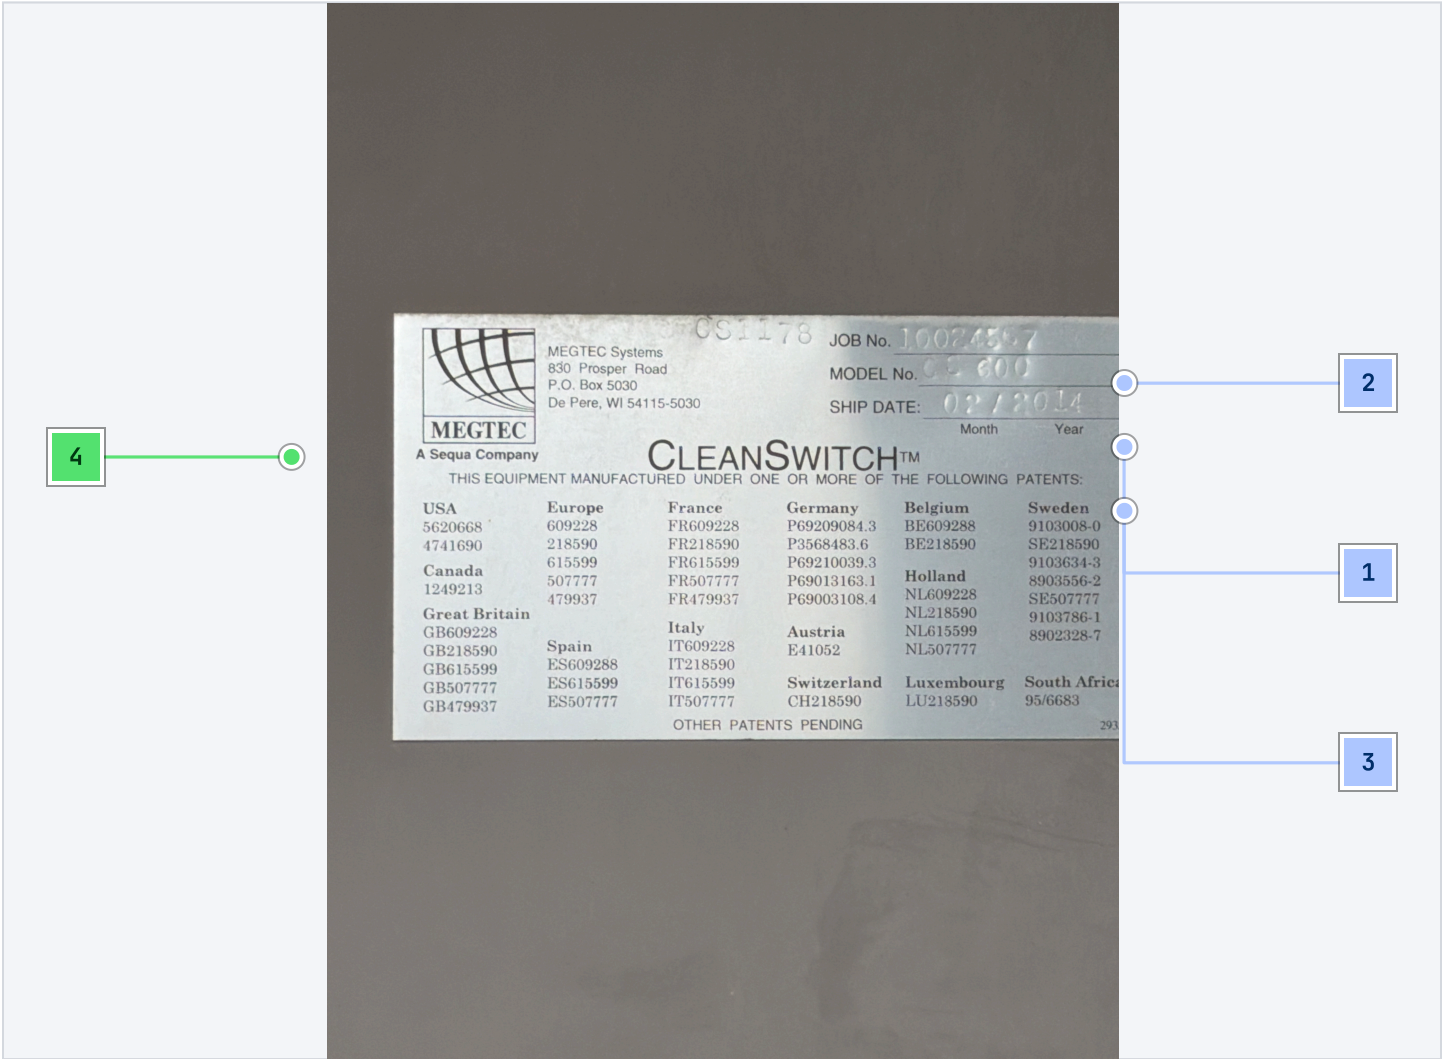 CS1178
JOB No.
MEGTEC Systems
830 Prosper Road
P.O. Box 5030
De Pere, WI 54115-5030
MODEL No. 600
SHIP DATE: 02/2014
Month Year
MEGTEC
A Sequa Company
CLEANSWITCH™
THIS EQUIPMENT MANUFACTURED UNDER ONE OR MORE OF THE FOLLOWING PATENTS:
USA
5620668
4741690
Canada
1249213
Great Britain
GB609228
GB218590
GB615599
GB507777
GB479937
Europe
609228
218590
615599
507777
479937
Spain
ES609288
ES615599
ES507777
France
FR609228
FR218590
FR615599
FR507777
FR479937
Italy
IT609228
IT218590
IT615599
IT507777
Germany
P69209084.3
P3568483.6
P69210039.3
P69013163.1
P69003108.4
Austria
E41052
Switzerland
CH218590
Belgium
BE609288
BE218590
Holland
NL609228
NL218590
NL615599
NL507777
Luxembourg
LU218590
Sweden
9103008-0
SE218590
9103634-3
8903556-2
SE507777
9103786-1
8902328-7
South Africa
95/6683
OTHER PATENTS PENDING
293
4
2
1
3